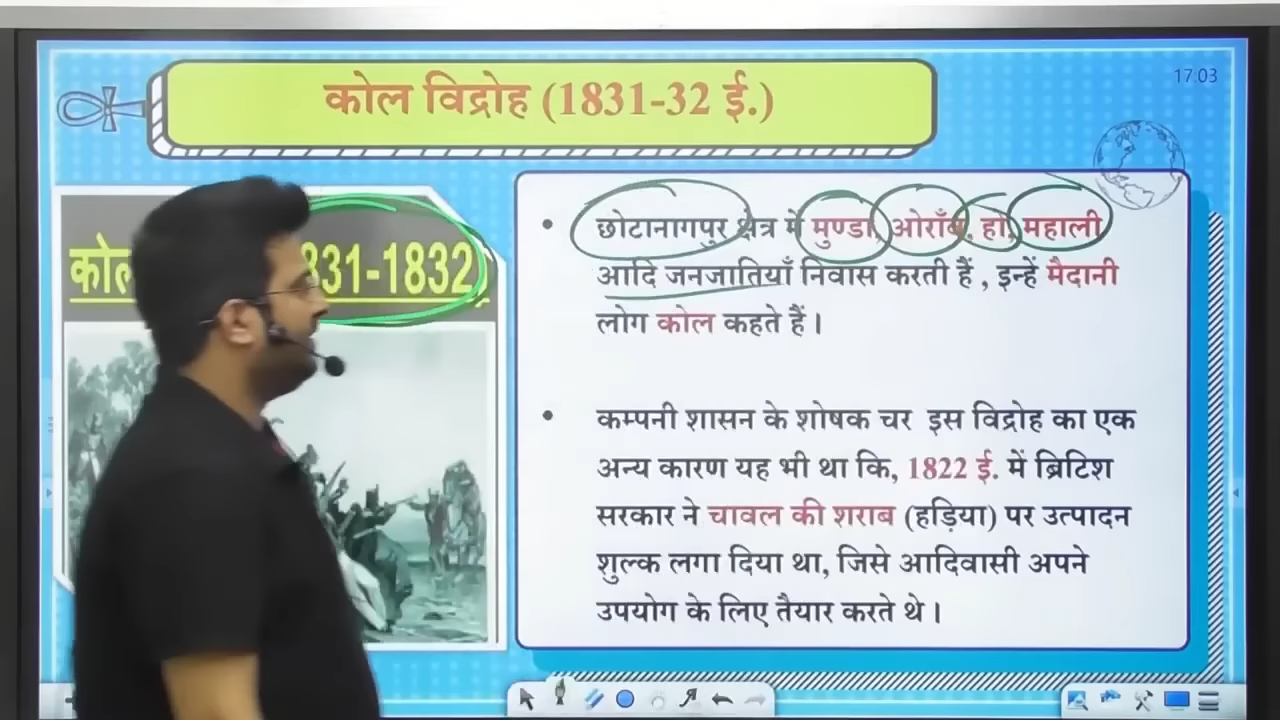 17:03
कोल विद्रोह (1831-32 ई.)
831-1832)
• छोटानागपुर क्षेत्र में मुण्डा, ओराँव, हो, महाली
आदि जनजातियाँ निवास करती हैं , इन्हें मैदानी
लोग कोल कहते हैं।
• कम्पनी शासन के शोषक चर इस विद्रोह का एक
अन्य कारण यह भी था कि, 1822 ई. में ब्रिटिश
सरकार ने चावल की शराब (हड़िया) पर उत्पादन
शुल्क लगा दिया था, जिसे आदिवासी अपने
उपयोग के लिए तैयार करते थे।